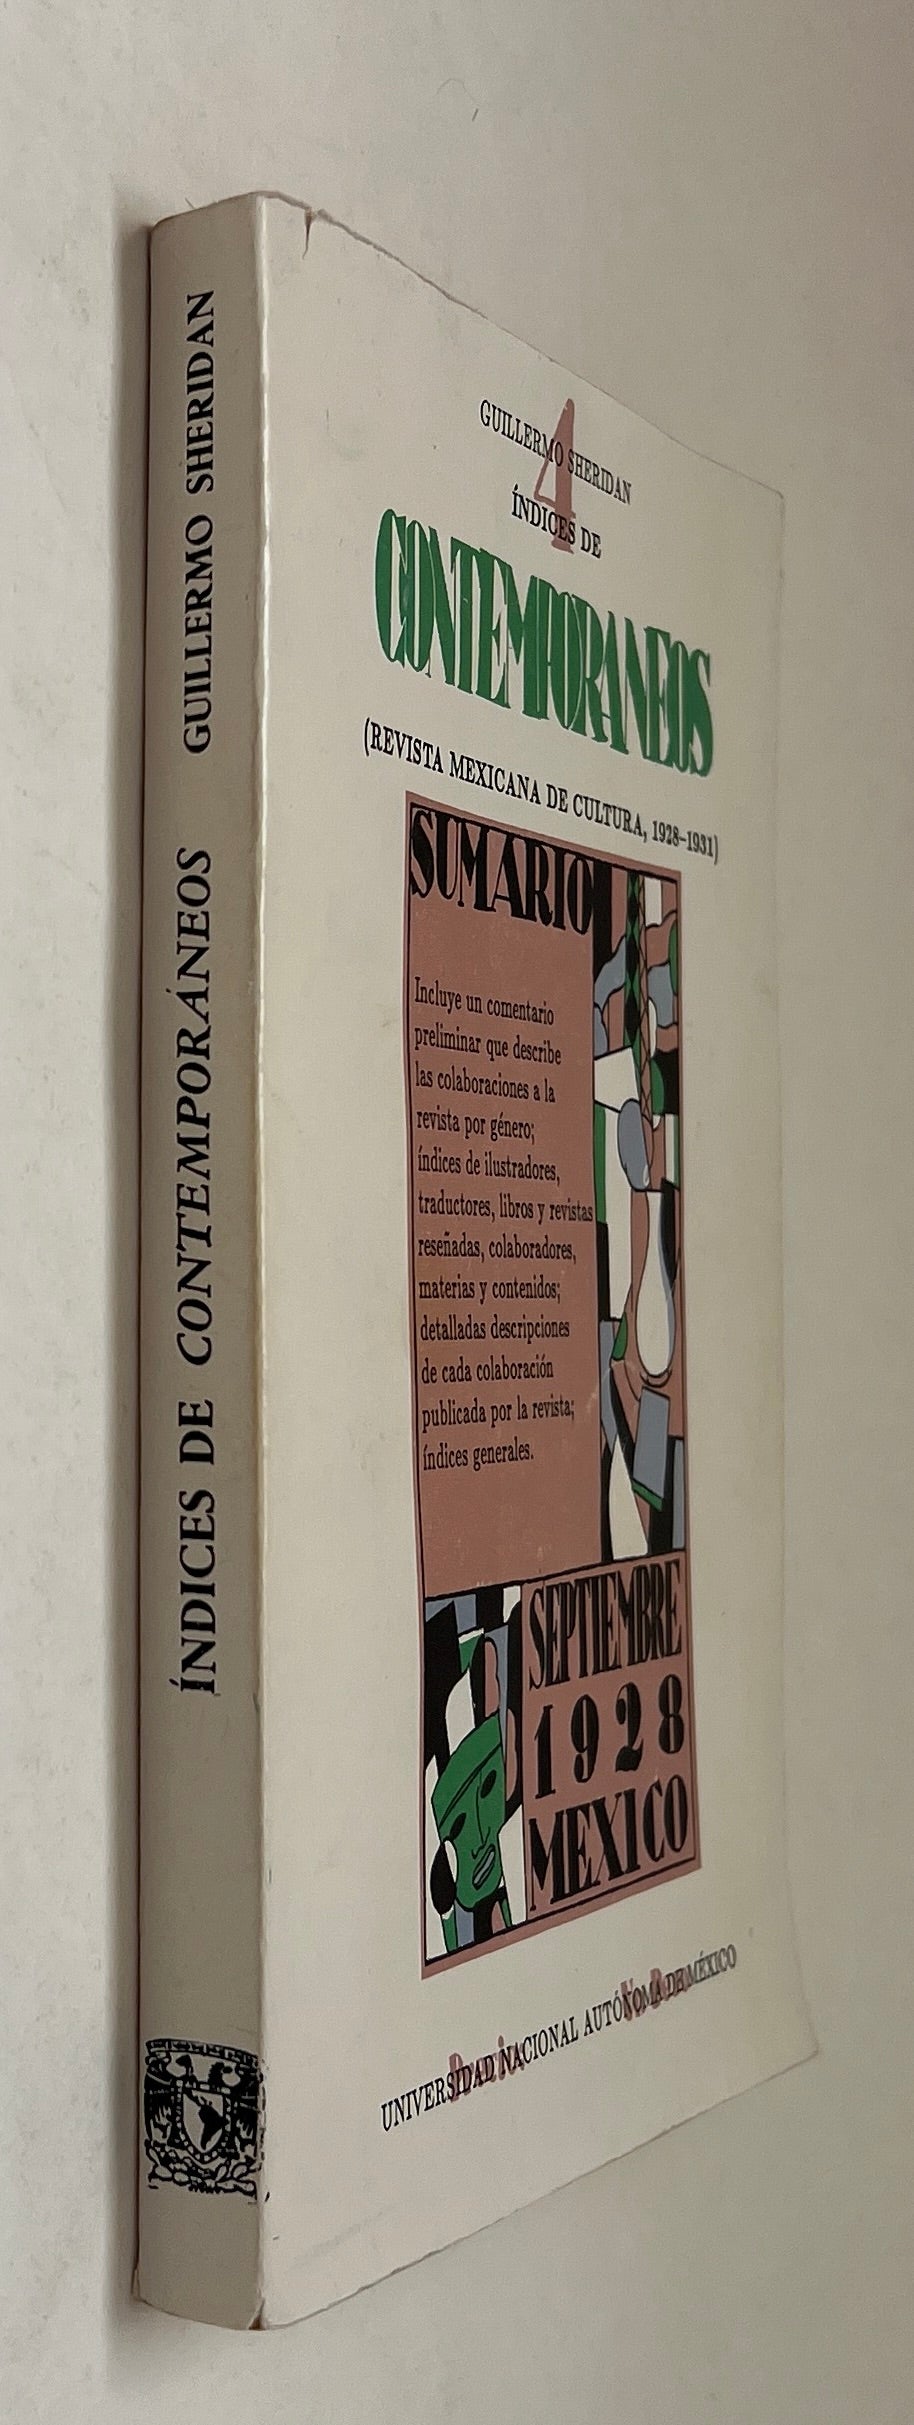 ÍNDICES DE CONTEMPORÁNEOS GUILLERMO SHERIDAN
4
GUILLERMO SHERIDAN
ÍNDICES DE
CONTEMPORANEOS
(REVISTA MEXICANA DE CULTURA, 1928-1931)
SUMARIO
Incluye un comentario
preliminar que describe
las colaboraciones a la
revista por género;
índices de ilustradores,
traductores, libros y revistas
reseñadas, colaboradores,
materias y contenidos;
detalladas descripciones
de cada colaboración
publicada por la revista;
índices generales.
SEPTIEMBRE
1928
MEXICO
UNIVERSIDAD NACIONAL AUTÓNOMA DE MÉXICO